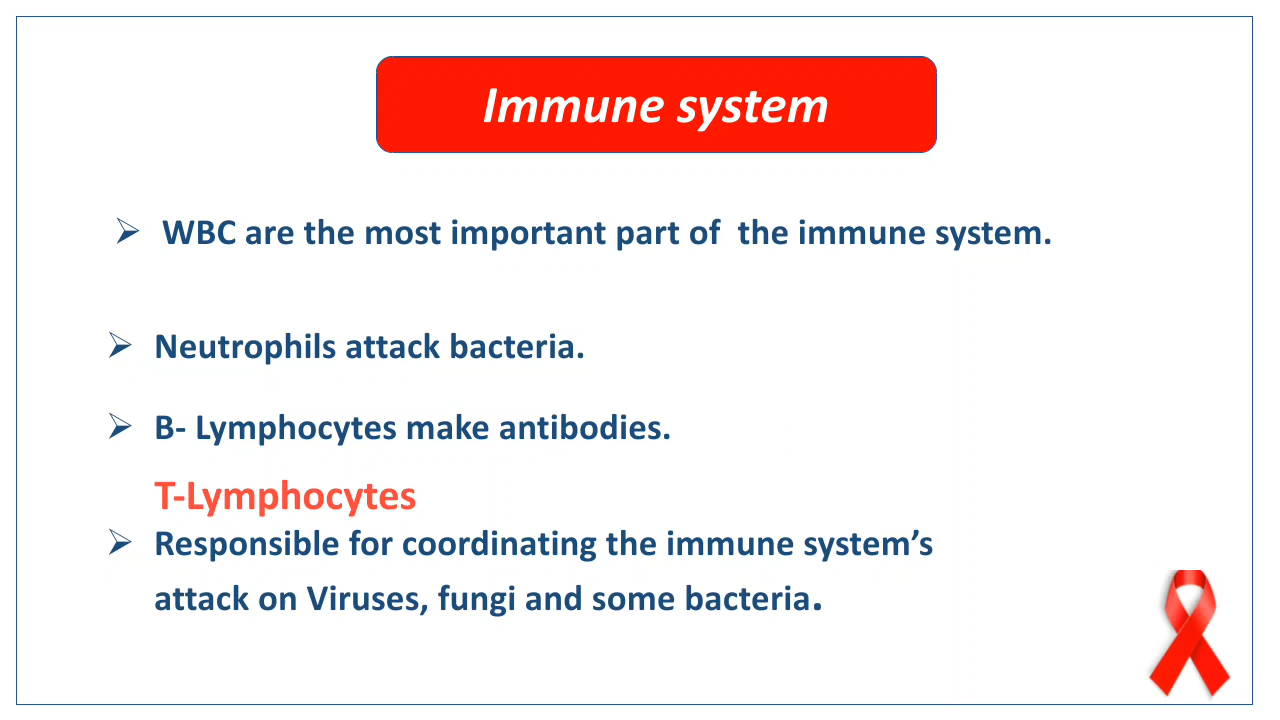 Immune system
➢ WBC are the most important part of  the immune system.
➢ Neutrophils attack bacteria.
➢ B- Lymphocytes make antibodies.
T-Lymphocytes
➢ Responsible for coordinating the immune system’s
attack on Viruses, fungi and some bacteria.